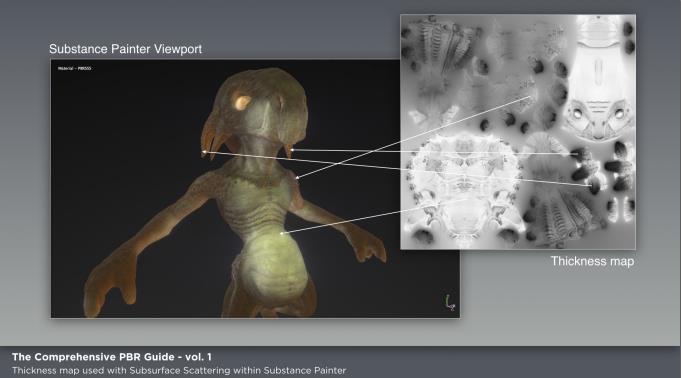 Substance Painter Viewport
Material - PBRSSS
Thickness map
The Comprehensive PBR Guide - vol. 1
Thickness map used with Subsurface Scattering within Substance Painter